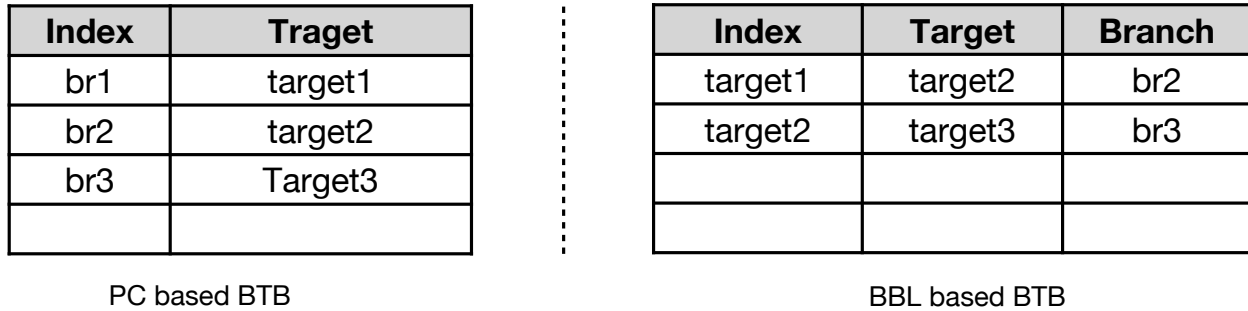 Index Traget
br1 target1
br2 target2
br3 Target3
PC based BTB
Index Target Branch
target1 target2 br2
target2 target3 br3
BBL based BTB